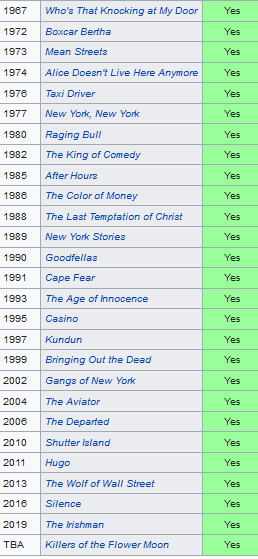 1967 Who's That Knocking at My Door Yes
1972 Boxcar Bertha Yes
1973 Mean Streets Yes
1974 Alice Doesn't Live Here Anymore Yes
1976 Taxi Driver Yes
1977 New York, New York Yes
1980 Raging Bull Yes
1982 The King of Comedy Yes
1985 After Hours Yes
1986 The Color of Money Yes
1988 The Last Temptation of Christ Yes
1989 New York Stories Yes
1990 Goodfellas Yes
1991 Cape Fear Yes
1993 The Age of Innocence Yes
1995 Casino Yes
1997 Kundun Yes
1999 Bringing Out the Dead Yes
2002 Gangs of New York Yes
2004 The Aviator Yes
2006 The Departed Yes
2010 Shutter Island Yes
2011 Hugo Yes
2013 The Wolf of Wall Street Yes
2016 Silence Yes
2019 The Irishman Yes
TBA Killers of the Flower Moon Yes